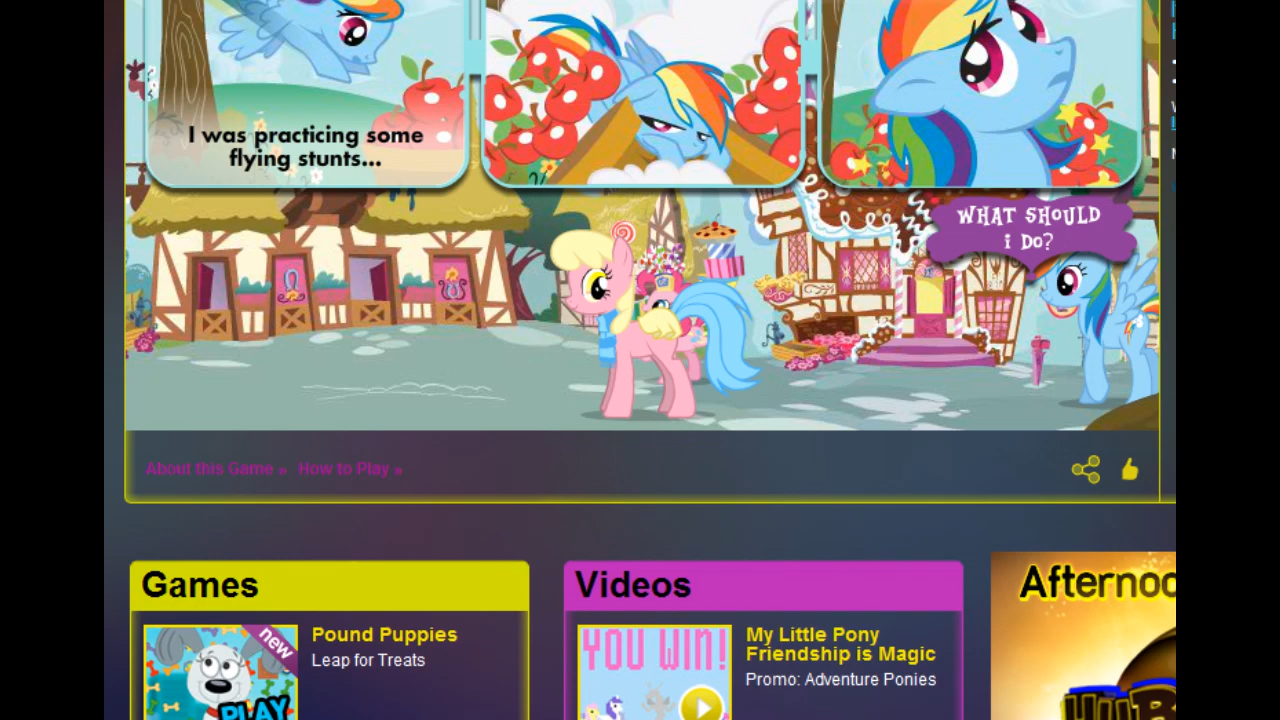 I was practicing some
flying stunts...
WHAT SHOULD
i DO?
About this Game »  How to Play »
Games
Videos
Afternoo
new
Pound Puppies
Leap for Treats
PLAY
YOU WIN!
My Little Pony
Friendship is Magic
Promo: Adventure Ponies
HUB